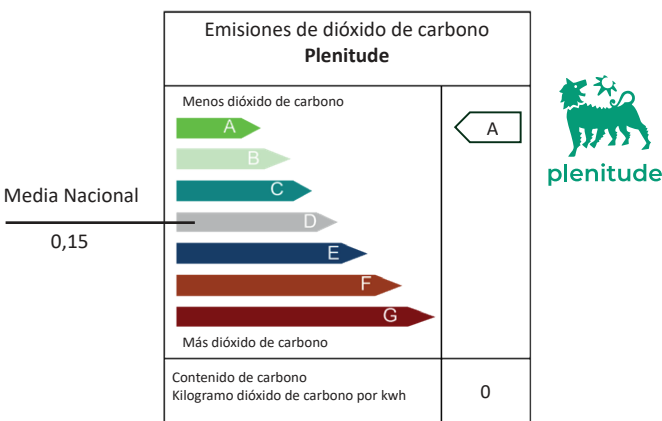 Emisiones de dióxido de carbono
Plenitude
Menos dióxido de carbono
A
A
B
plenitude
C
Media Nacional
D
0,15
E
F
G
Más dióxido de carbono
Contenido de carbono
Kilogramo dióxido de carbono por kwh
0